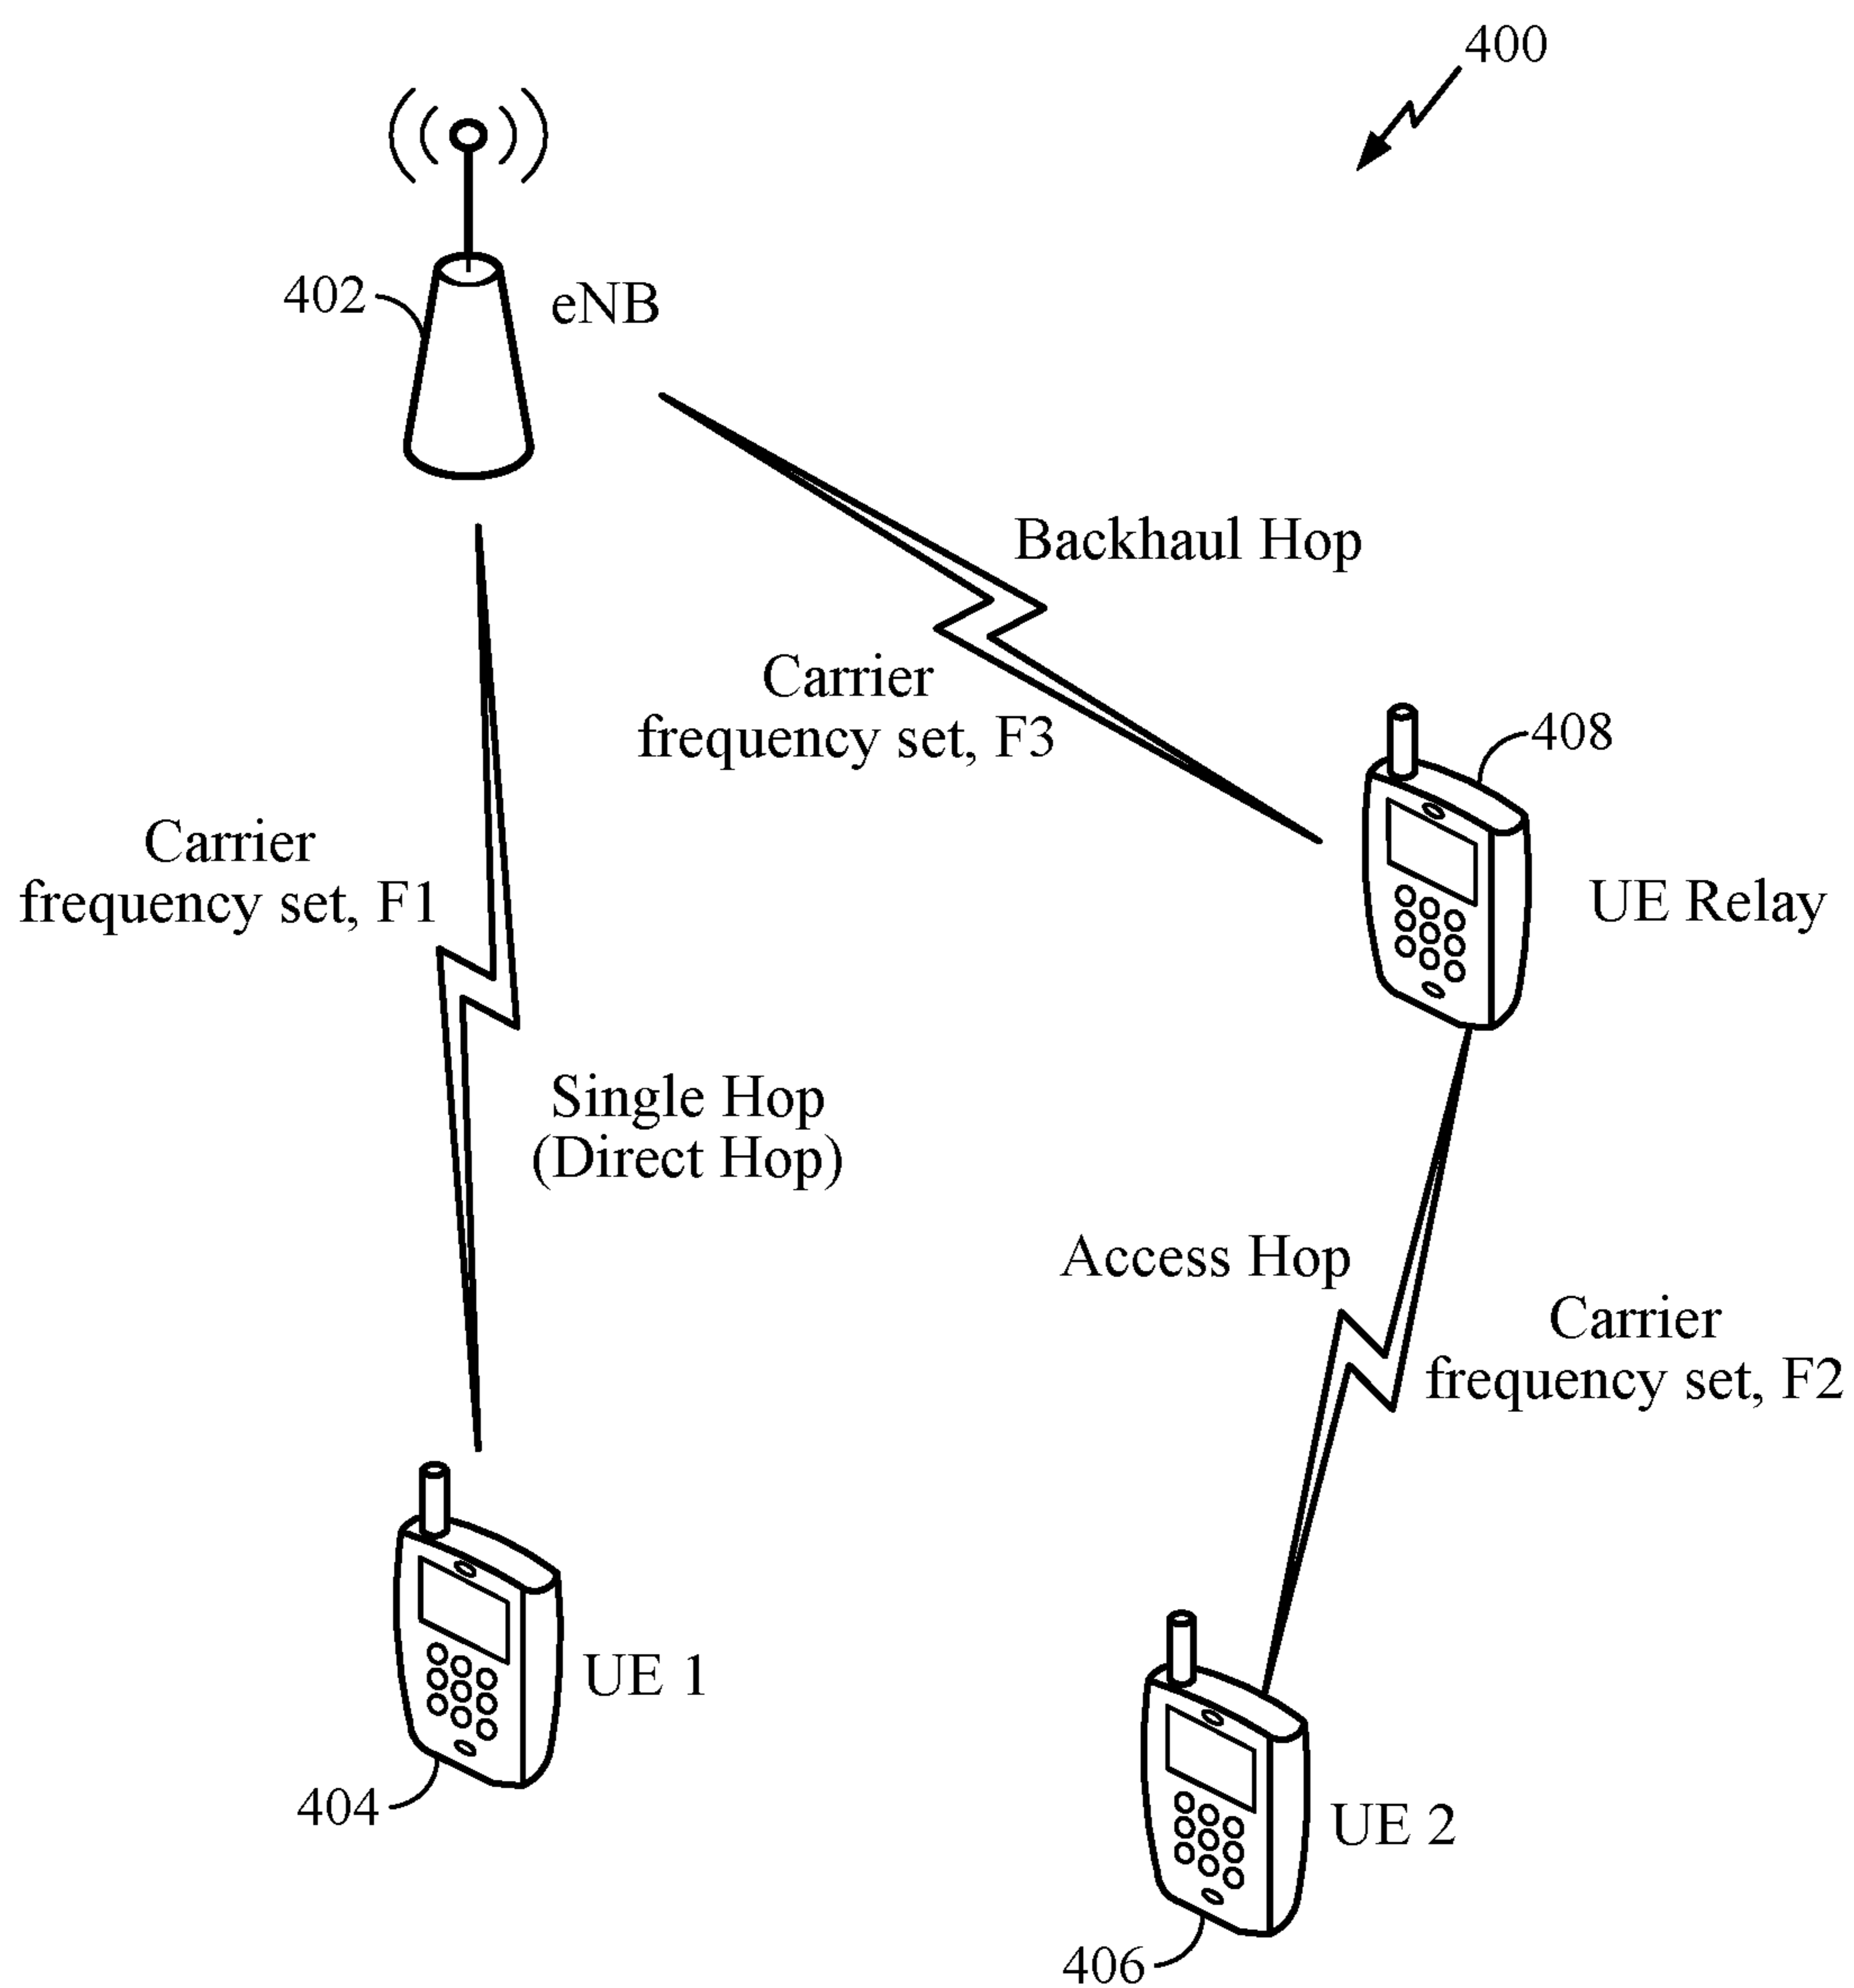 400
402
eNB
Backhaul Hop
Carrier
frequency set, F3
408
Carrier
frequency set, F1
UE Relay
Single Hop
(Direct Hop)
Access Hop
Carrier
frequency set, F2
UE 1
404
UE 2
406